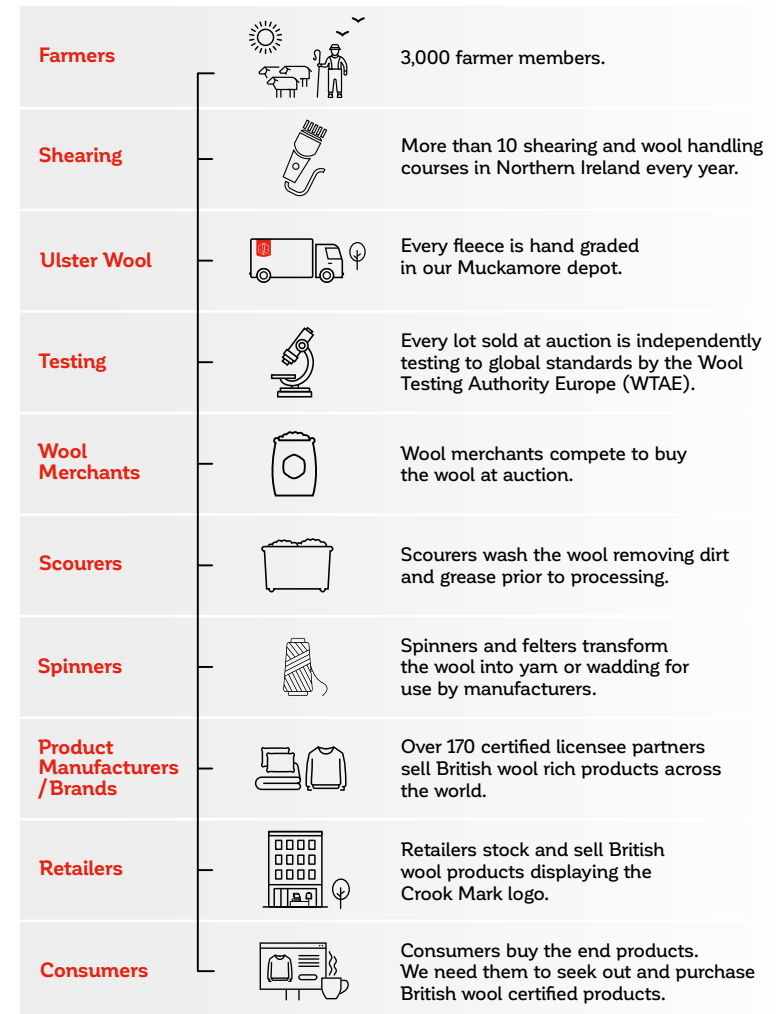 Farmers
3,000 farmer members.
Shearing
More than 10 shearing and wool handling
courses in Northern Ireland every year.
Ulster Wool
Every fleece is hand graded
in our Muckamore depot.
Testing
Every lot sold at auction is independently
testing to global standards by the Wool
Testing Authority Europe (WTAE).
Wool
Merchants
Wool merchants compete to buy
the wool at auction.
Scourers
Scourers wash the wool removing dirt
and grease prior to processing.
Spinners
Spinners and felters transform
the wool into yarn or wadding for
use by manufacturers.
Product
Manufacturers
/Brands
Over 170 certified licensee partners
sell British wool rich products across
the world.
Retailers
Retailers stock and sell British
wool products displaying the
Crook Mark logo.
Consumers
Consumers buy the end products.
We need them to seek out and purchase
British wool certified products.